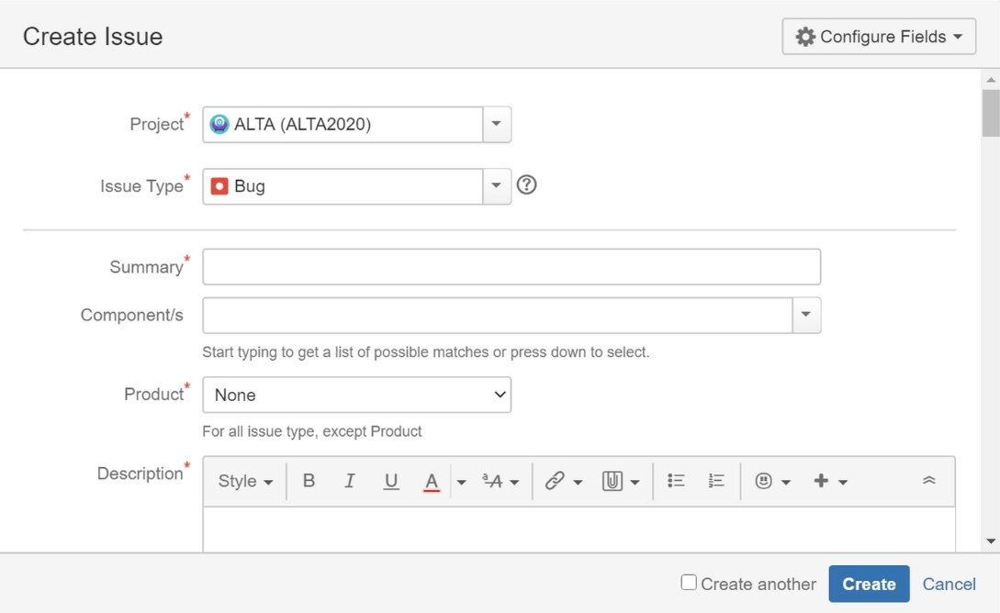 Create Issue
Configure Fields
Project*
ALTA (ALTA2020)
Issue Type*
Bug
Summary*
Component/s
Start typing to get a list of possible matches or press down to select.
Product*
None
For all issue type, except Product
Description*
Style B I U A ªA
Create another
Create
Cancel